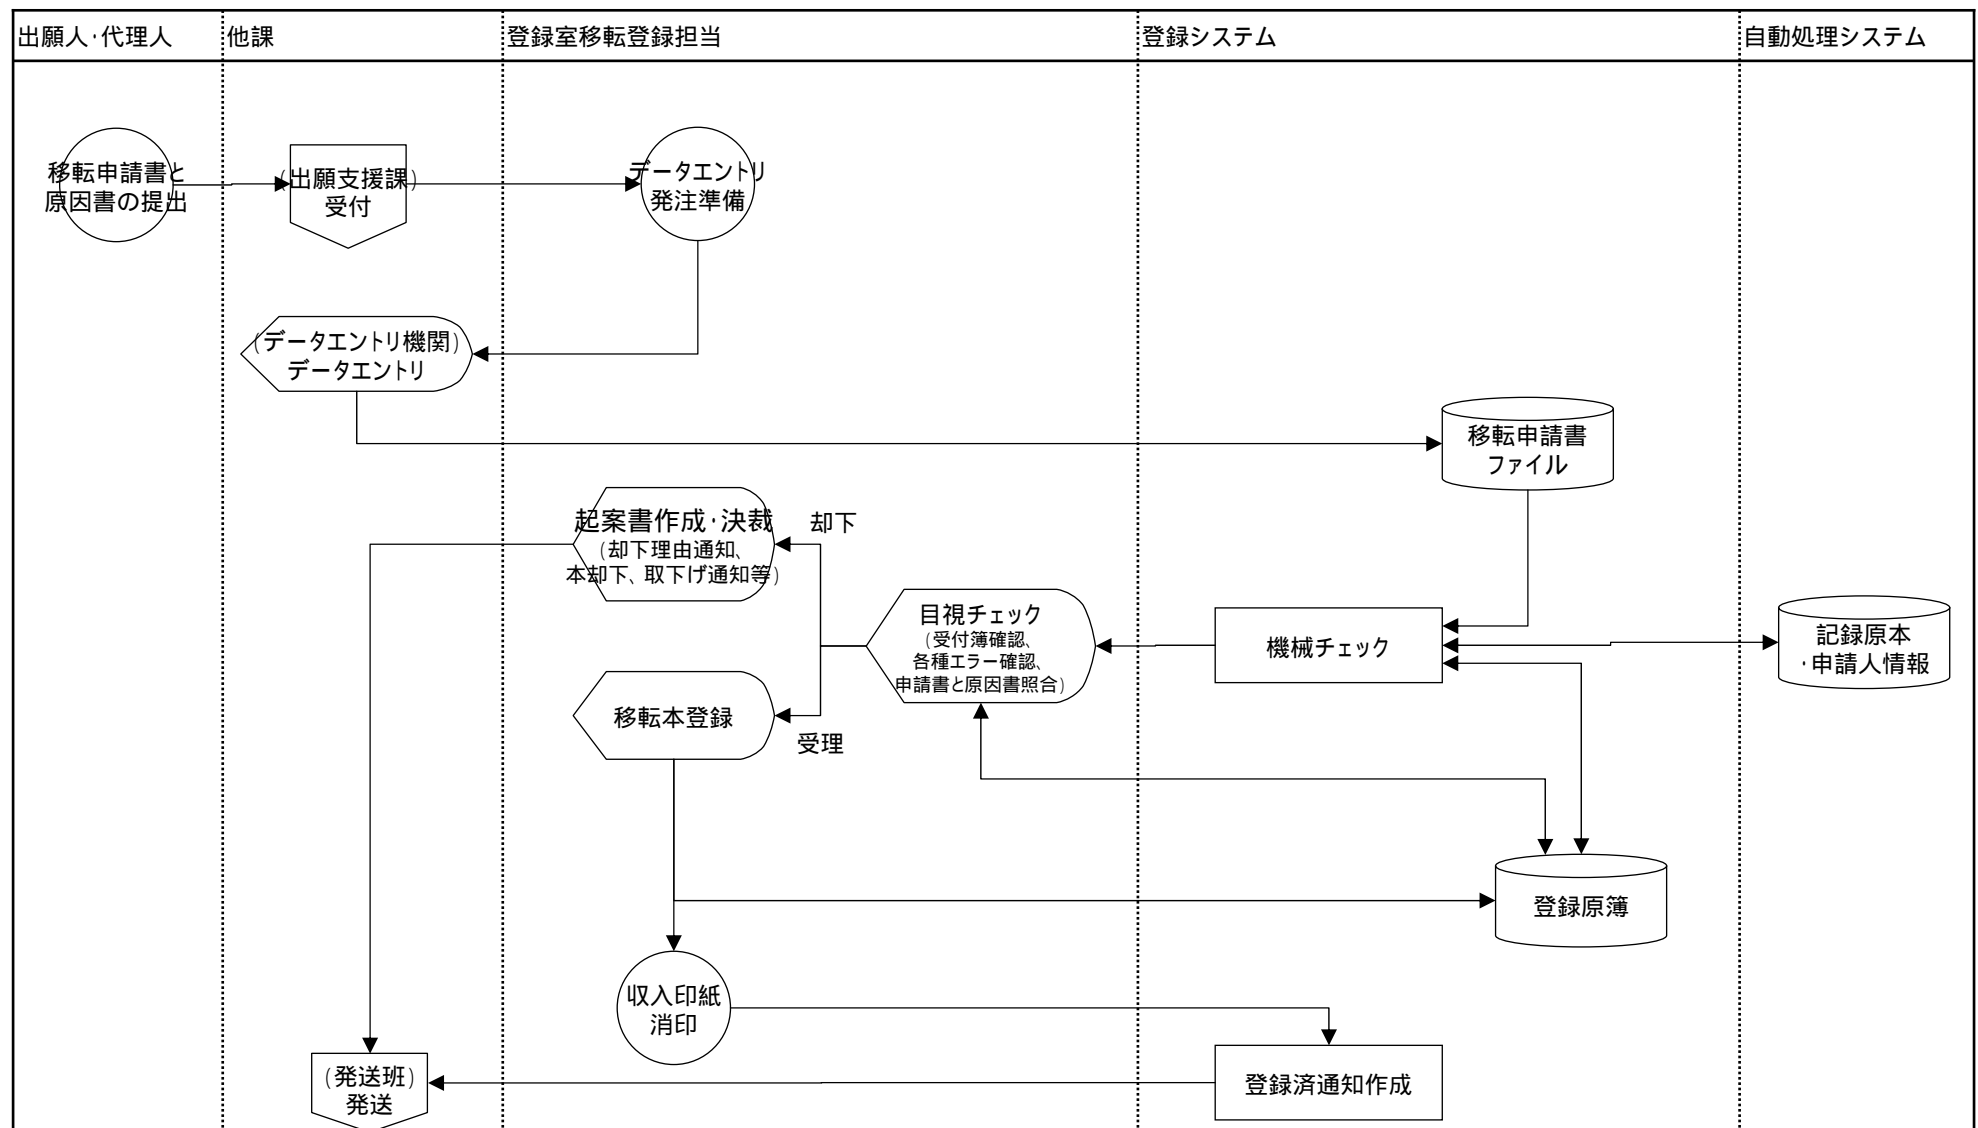 出願人・代理人
他課
登録室移転登録担当
登録システム
自動処理システム
移転申請書と
原因書の提出
(出願支援課)
受付
データエントリ
発注準備
(データエントリ機関)
データエントリ
移転申請書
ファイル
起案書作成・決裁
(却下理由通知、
本却下、取下げ通知等)
却下
目視チェック
(受付簿確認、
各種エラー確認、
申請書と原因書照合)
機械チェック
記録原本
・申請人情報
移転本登録
受理
登録原簿
収入印紙
消印
(発送班)
発送
登録済通知作成